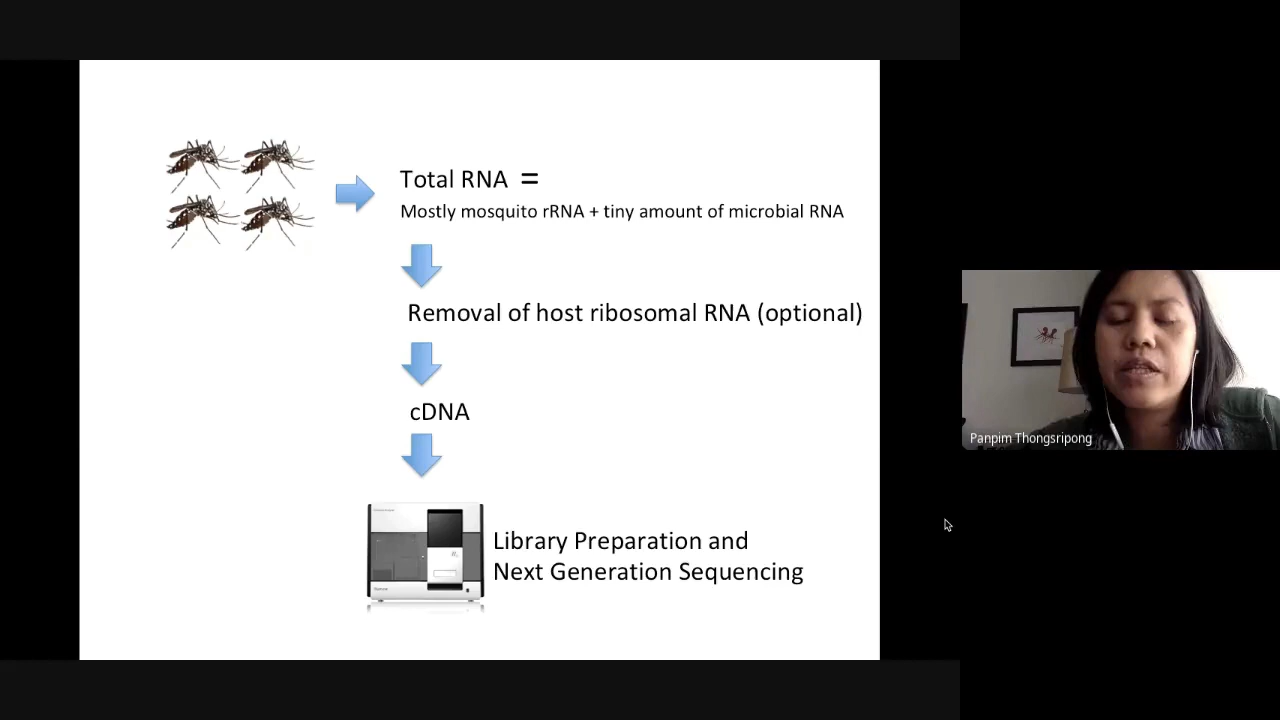 Total RNA =
Mostly mosquito rRNA + tiny amount of microbial RNA
Removal of host ribosomal RNA (optional)
cDNA
Library Preparation and
Next Generation Sequencing
Panpim Thongsripong